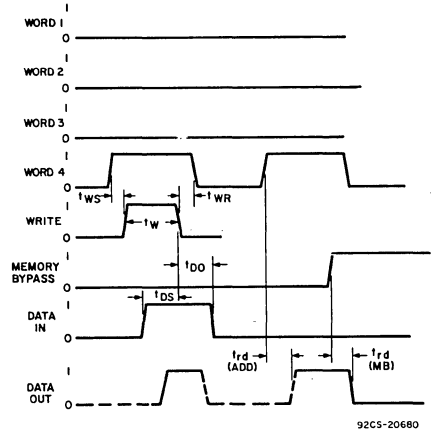 1
WORD 1
0
1
WORD 2
0
1
WORD 3
0
WORD 4 1
0
tWS
tWR
WRITE 1
tW
0
MEMORY BYPASS 1
tDO
0
tDS
DATA IN 1
0
trd (ADD)
trd (MB)
DATA OUT 1
0
92CS-20680